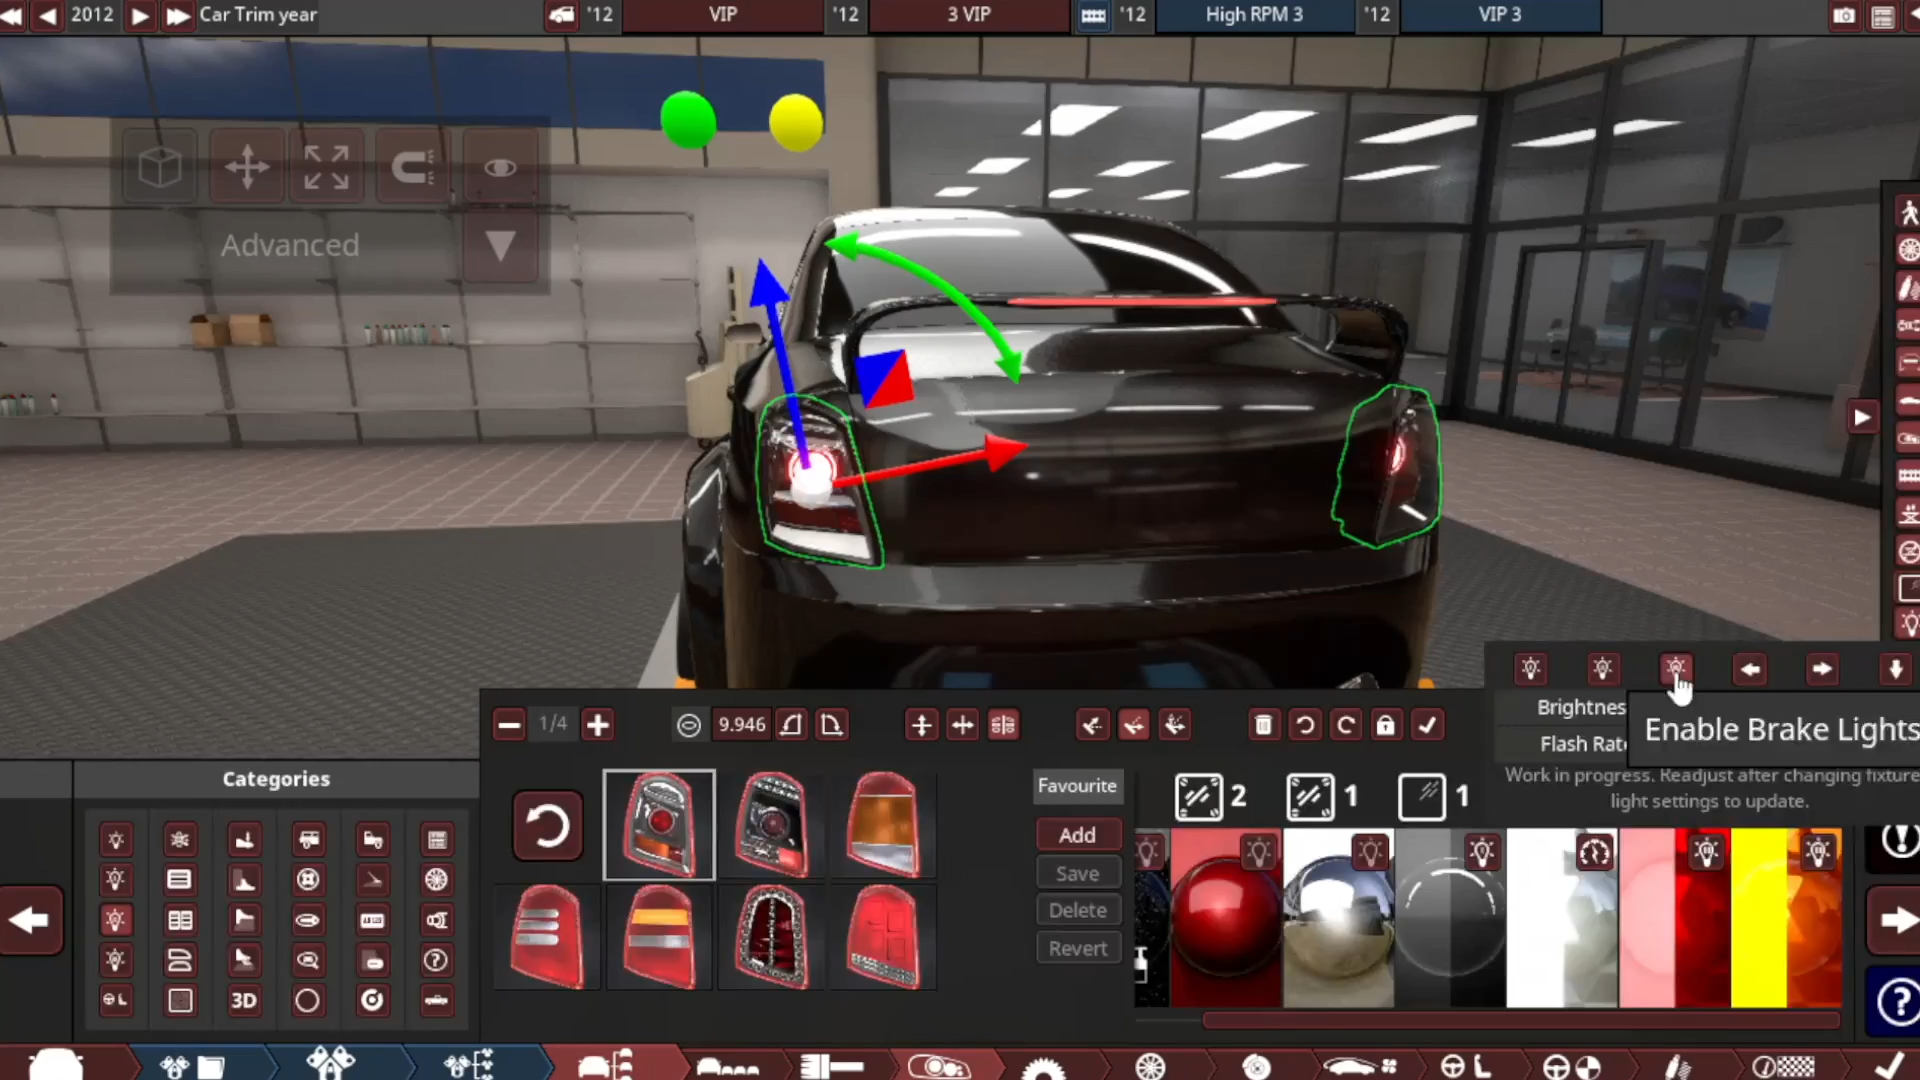 2012 Car Trim year '12 VIP '12 3 VIP '12 High RPM 3 '12 VIP 3
Advanced
1/4 9.946
Enable Brake Lights
Flash Rat
Work in progress. Readjust after changing fixture
light settings to update.
Categories
Favourite
2 1 1
Add
Save
Delete
Revert
3D
?